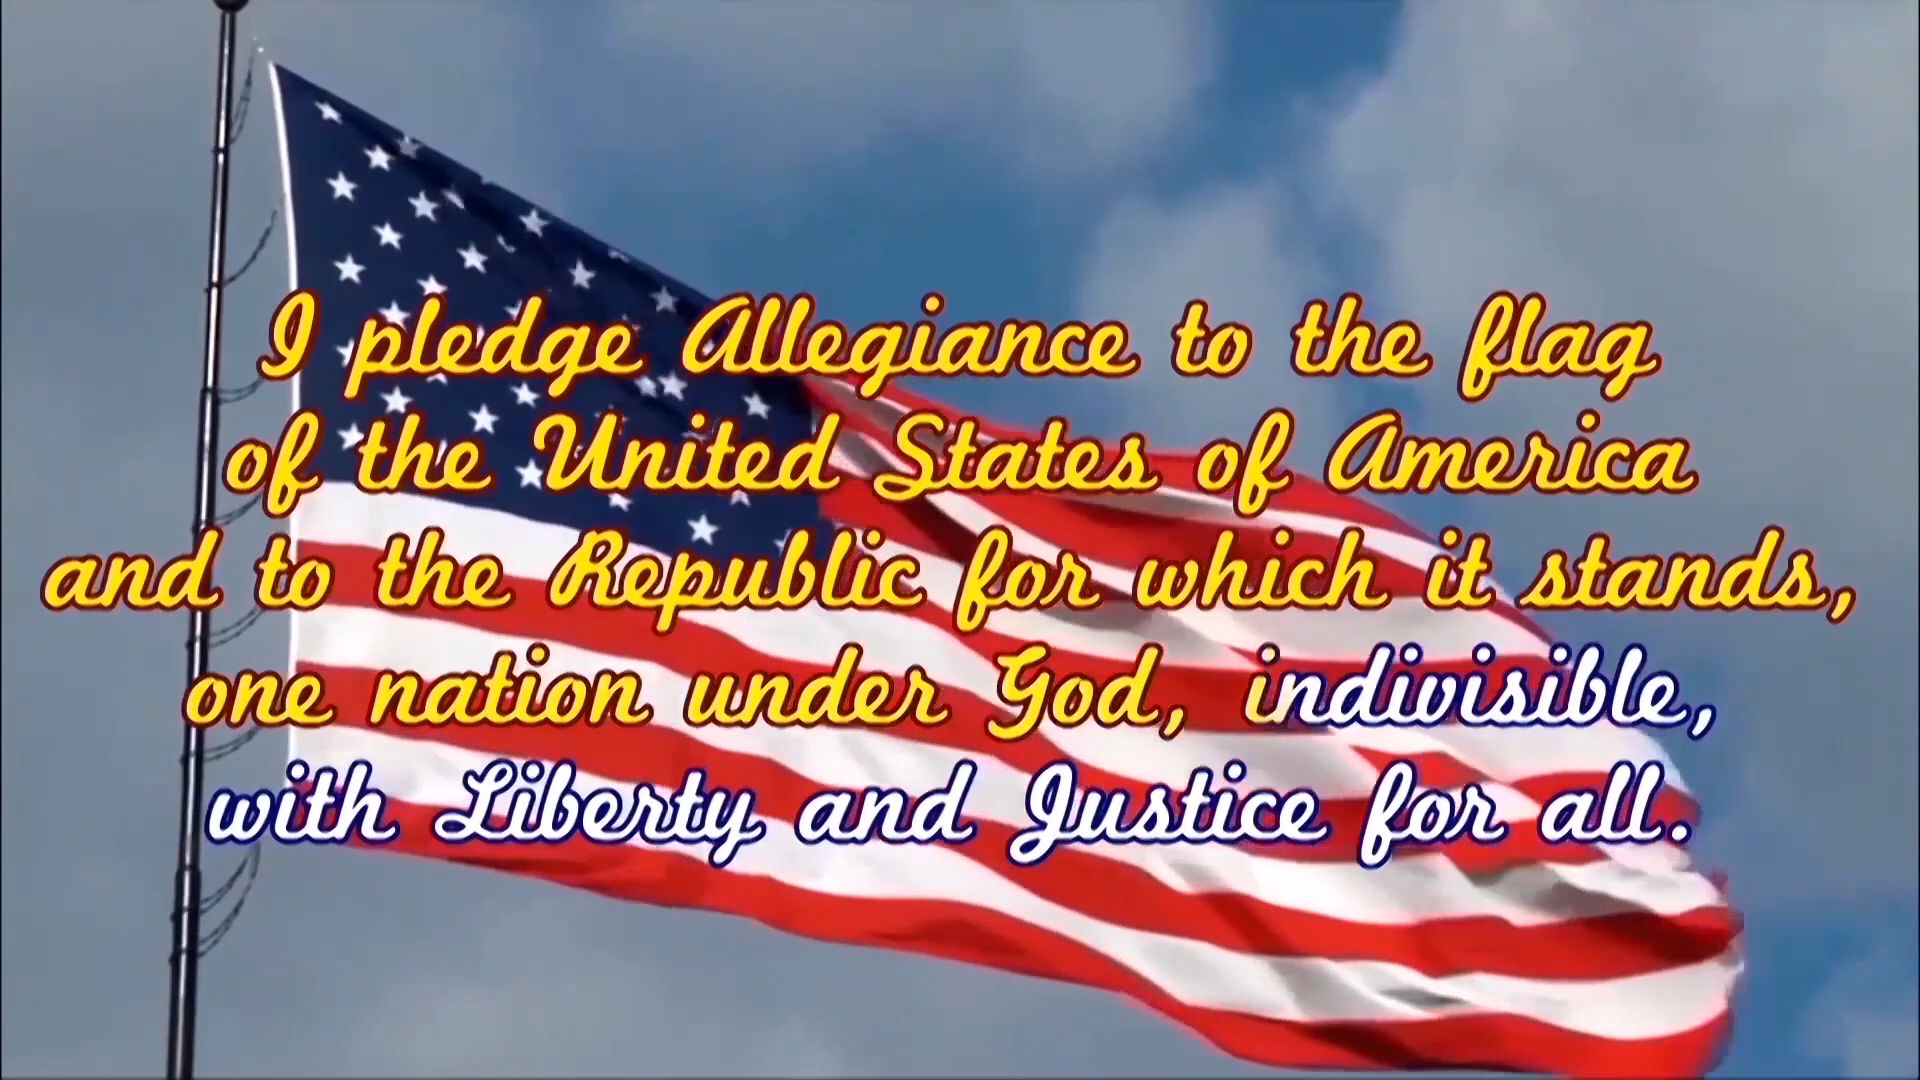 I pledge Allegiance to the flag
of the United States of America
and to the Republic for which it stands,
one nation under God, indivisible,
with Liberty and Justice for all.